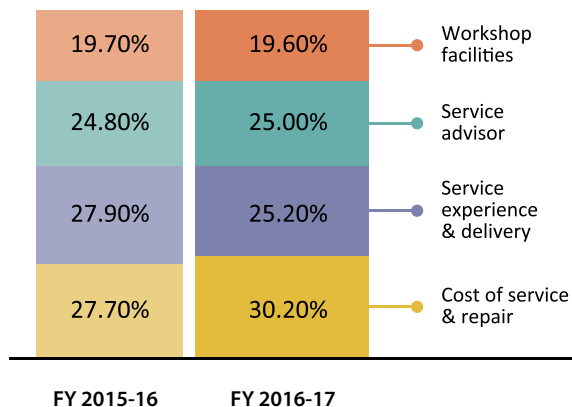 19.70%
19.60%
Workshop
facilities
24.80%
25.00%
Service
advisor
27.90%
25.20%
Service
experience
& delivery
27.70%
30.20%
Cost of service
& repair
FY 2015-16
FY 2016-17